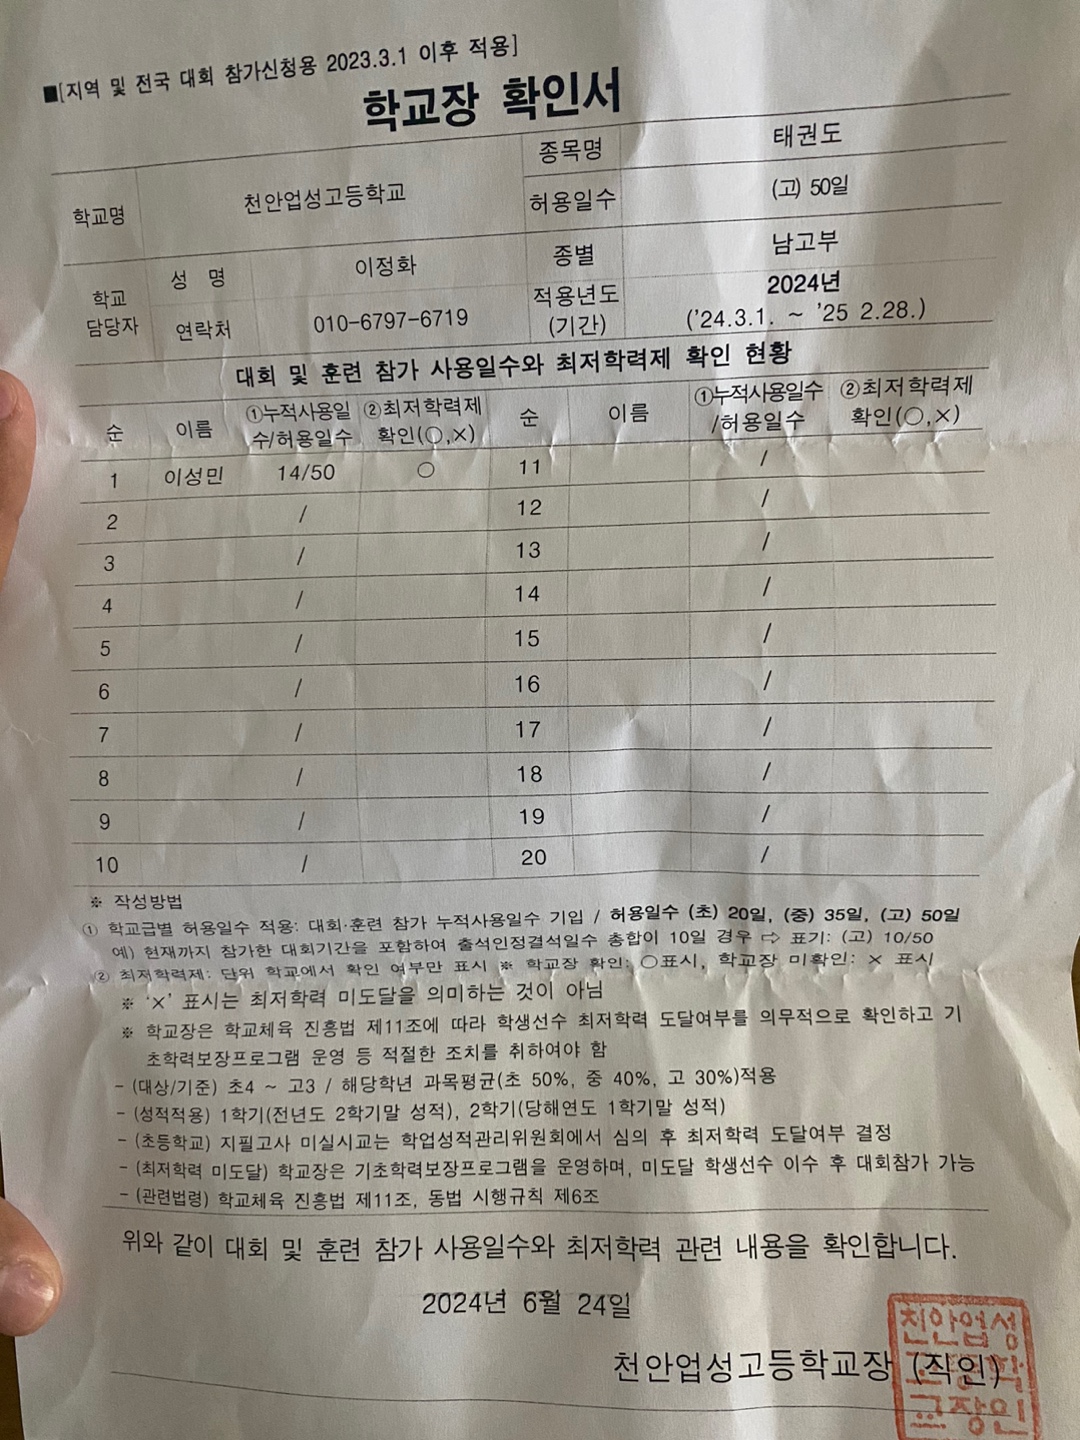 ■[지역 및 전국 대회 참가신청용 2023.3.1 이후 적용]
학교장 확인서
학교명 천안업성고등학교 종목명 태권도
허용일수 (고) 50일
학교 담당자 성 명 이정화 종별 남고부
연락처 010-6797-6719 적용년도 (기간) 2024년 ('24.3.1. ~ '25 2.28.)
대회 및 훈련 참가 사용일수와 최저학력제 확인 현황
순 이름 ①누적사용일수/허용일수 ②최저학력제 확인(○,×) 순 이름 ①누적사용일수/허용일수 ②최저학력제 확인(○,×)
1 이성민 14/50 ○ 11 /
2 / 12 /
3 / 13 /
4 / 14 /
5 / 15 /
6 / 16 /
7 / 17 /
8 / 18 /
9 / 19 /
10 / 20 /
※ 작성방법
① 학교급별 허용일수 적용: 대회·훈련 참가 누적사용일수 기입 / 허용일수 (초) 20일, (중) 35일, (고) 50일
예) 현재까지 참가한 대회기간을 포함하여 출석인정결석일수 총합이 10일 경우 ⇨ 표기: (고) 10/50
② 최저학력제: 단위 학교에서 확인 여부만 표시 ※ 학교장 확인: ○표시, 학교장 미확인: × 표시
※ '×' 표시는 최저학력 미도달을 의미하는 것이 아님
※ 학교장은 학교체육 진흥법 제11조에 따라 학생선수 최저학력 도달여부를 의무적으로 확인하고 기
초학력보장프로그램 운영 등 적절한 조치를 취하여야 함
- (대상/기준) 초4 ~ 고3 / 해당학년 과목평균(초 50%, 중 40%, 고 30%)적용
- (성적적용) 1학기(전년도 2학기말 성적), 2학기(당해연도 1학기말 성적)
- (초등학교) 지필고사 미실시교는 학업성적관리위원회에서 심의 후 최저학력 도달여부 결정
- (최저학력 미도달) 학교장은 기초학력보장프로그램을 운영하며, 미도달 학생선수 이수 후 대회참가 가능
- (관련법령) 학교체육 진흥법 제11조, 동법 시행규칙 제6조
위와 같이 대회 및 훈련 참가 사용일수와 최저학력 관련 내용을 확인합니다.
2024년 6월 24일
천안업성고등학교장 (직인)
천안업성
고등학
교장인